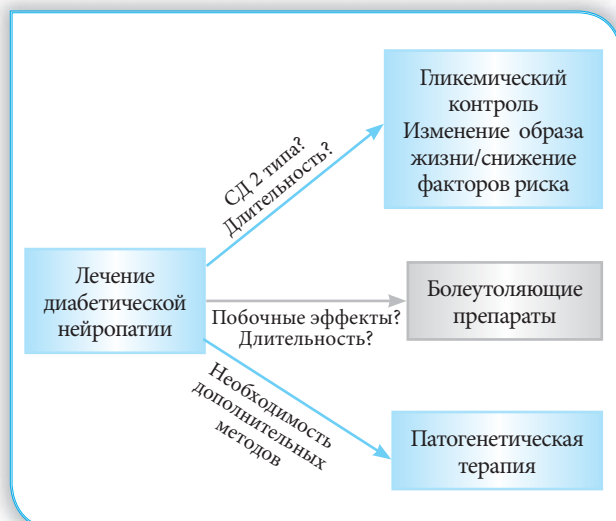 Гликемический
контроль
Изменение образа
жизни/снижение
факторов риска
СД 2 типа?
Длительность?
Лечение
диабетической
нейропатии
Побочные эффекты?
Длительность?
Болеутоляющие
препараты
Необходимость
дополнительных
методов
Патогенетическая
терапия